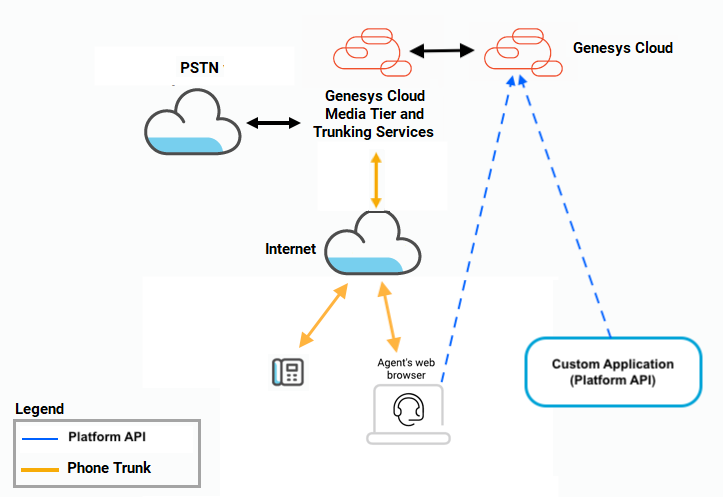 Genesys Cloud
PSTN
Genesys Cloud
Media Tier and
Trunking Services
Internet
Agent's web
browser
Custom Application
(Platform API)
Legend
Platform API
Phone Trunk